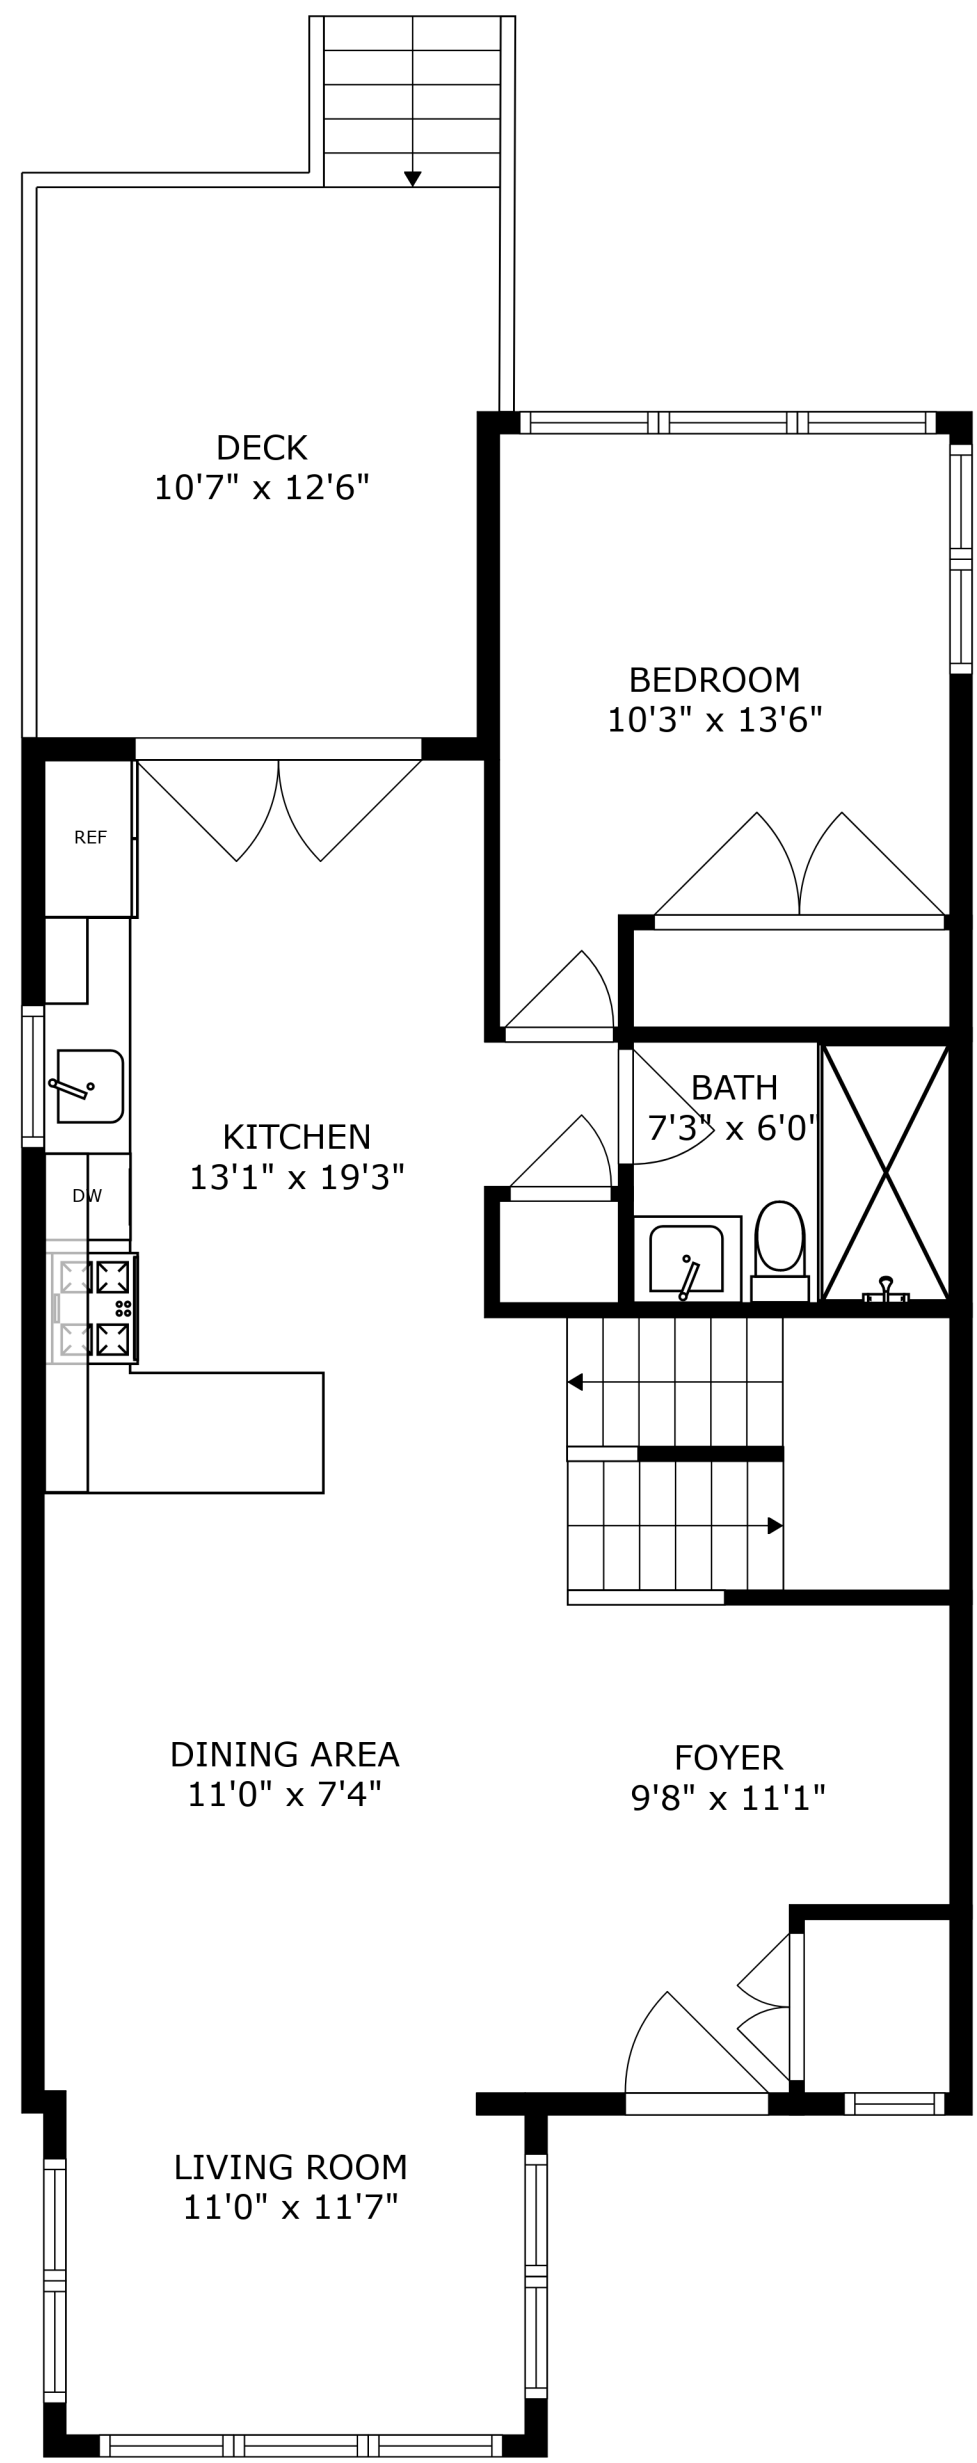 DECK
10'7" x 12'6"
BEDROOM
10'3" x 13'6"
REF
BATH
7'3" x 6'0"
KITCHEN
13'1" x 19'3"
DW
DINING AREA
11'0" x 7'4"
FOYER
9'8" x 11'1"
LIVING ROOM
11'0" x 11'7"